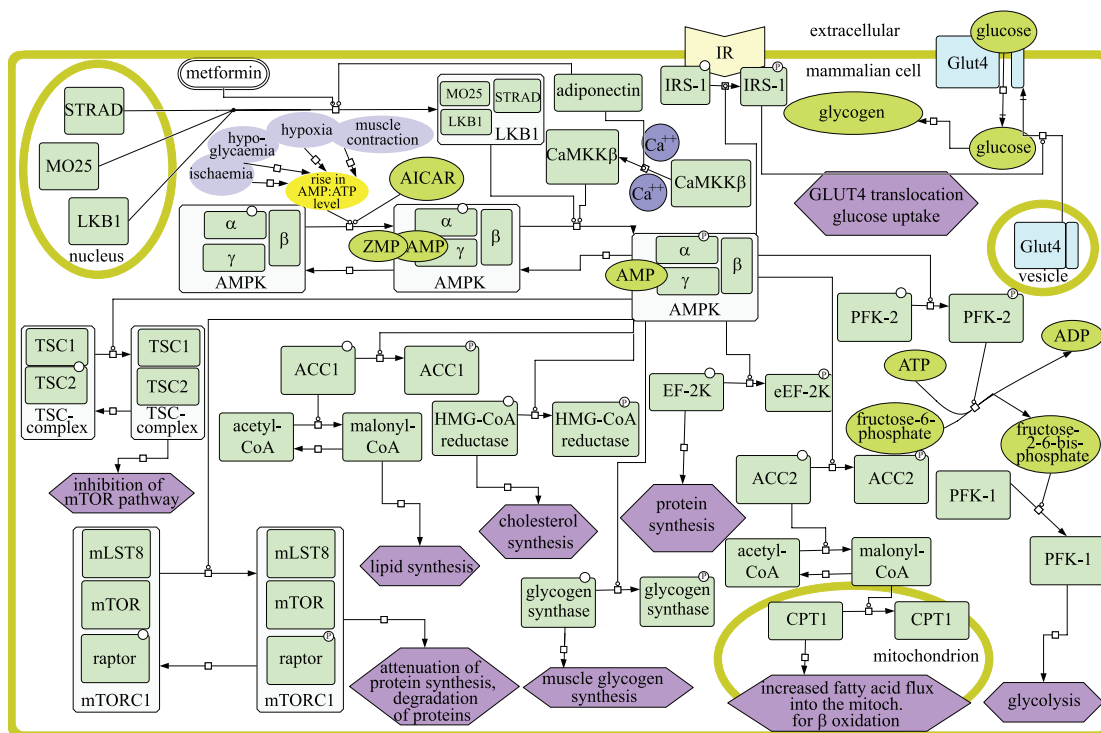 extracellular
glucose
Glut4
IR
mammalian cell
metformin
IRS-1
P
IRS-1
STRAD
MO25
STRAD
LKB1
LKB1
adiponectin
glycogen
hypoxia
muscle
contraction
hypo-
glycaemia
Ca++
glucose
MO25
CaMKKβ
ischaemia
AICAR
Ca++
CaMKKβ
rise in
AMP:ATP
level
GLUT4 translocation
glucose uptake
LKB1
nucleus
α
β
γ
AMPK
ZMP
AMP
α
β
γ
AMPK
AMP
P
α
β
γ
AMPK
Glut4
vesicle
PFK-2
P
PFK-2
TSC1
TSC2
TSC-
complex
TSC1
TSC2
TSC-
complex
ACC1
P
ACC1
ADP
ATP
EF-2K
P
eEF-2K
acetyl-
CoA
malonyl-
CoA
HMG-CoA
reductase
P
HMG-CoA
reductase
fructose-6-
phosphate
fructose-
2-6-bis-
phosphate
inhibition of
mTOR pathway
ACC2
P
ACC2
PFK-1
protein
synthesis
cholesterol
synthesis
mLST8
mTOR
raptor
mTORC1
mLST8
mTOR
P
raptor
mTORC1
lipid synthesis
acetyl-
CoA
malonyl-
CoA
PFK-1
glycogen
synthase
P
glycogen
synthase
CPT1
CPT1
mitochondrion
attenuation of
protein synthesis,
degradation
of proteins
muscle glycogen
synthesis
increased fatty acid flux
into the mitoch.
for β oxidation
glycolysis